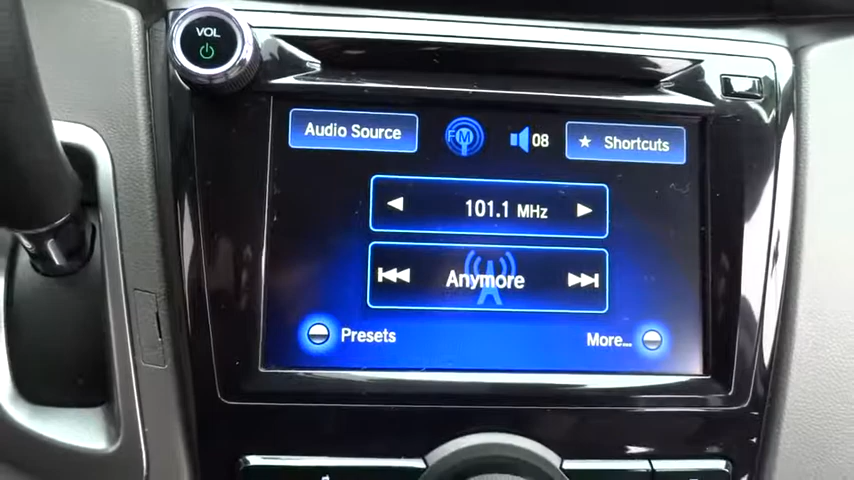 VOL
Audio Source
FM
08
★ Shortcuts
101.1 MHz
Anymore
Presets
More...